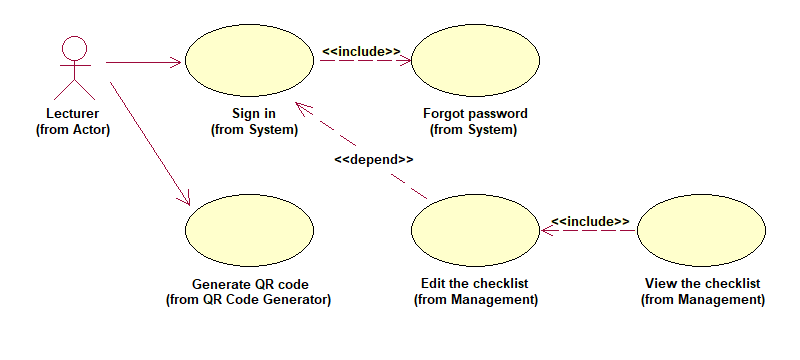 <<include>>
Lecturer
(from Actor)
Sign in
(from System)
Forgot password
(from System)
<<depend>>
<<include>>
Generate QR code
(from QR Code Generator)
Edit the checklist
(from Management)
View the checklist
(from Management)